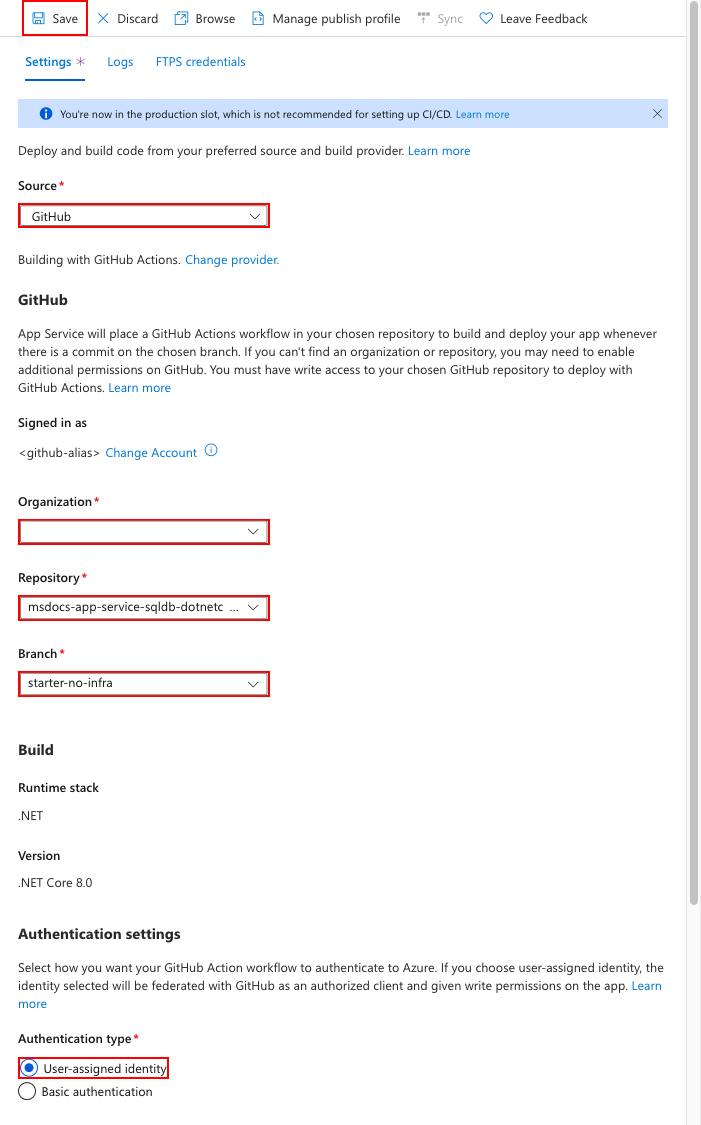 Save Discard Browse Manage publish profile Sync Leave Feedback
Settings * Logs FTPS credentials
You're now in the production slot, which is not recommended for setting up CI/CD. Learn more
Deploy and build code from your preferred source and build provider. Learn more
Source*
GitHub
Building with GitHub Actions. Change provider.
GitHub
App Service will place a GitHub Actions workflow in your chosen repository to build and deploy your app whenever
there is a commit on the chosen branch. If you can't find an organization or repository, you may need to enable
additional permissions on GitHub. You must have write access to your chosen GitHub repository to deploy with
GitHub Actions. Learn more
Signed in as
<github-alias> Change Account
Organization*
Repository*
msdocs-app-service-sqldb-dotnetc ...
Branch*
starter-no-infra
Build
Runtime stack
.NET
Version
.NET Core 8.0
Authentication settings
Select how you want your GitHub Action workflow to authenticate to Azure. If you choose user-assigned identity, the
identity selected will be federated with GitHub as an authorized client and given write permissions on the app. Learn
more
Authentication type*
User-assigned identity
Basic authentication